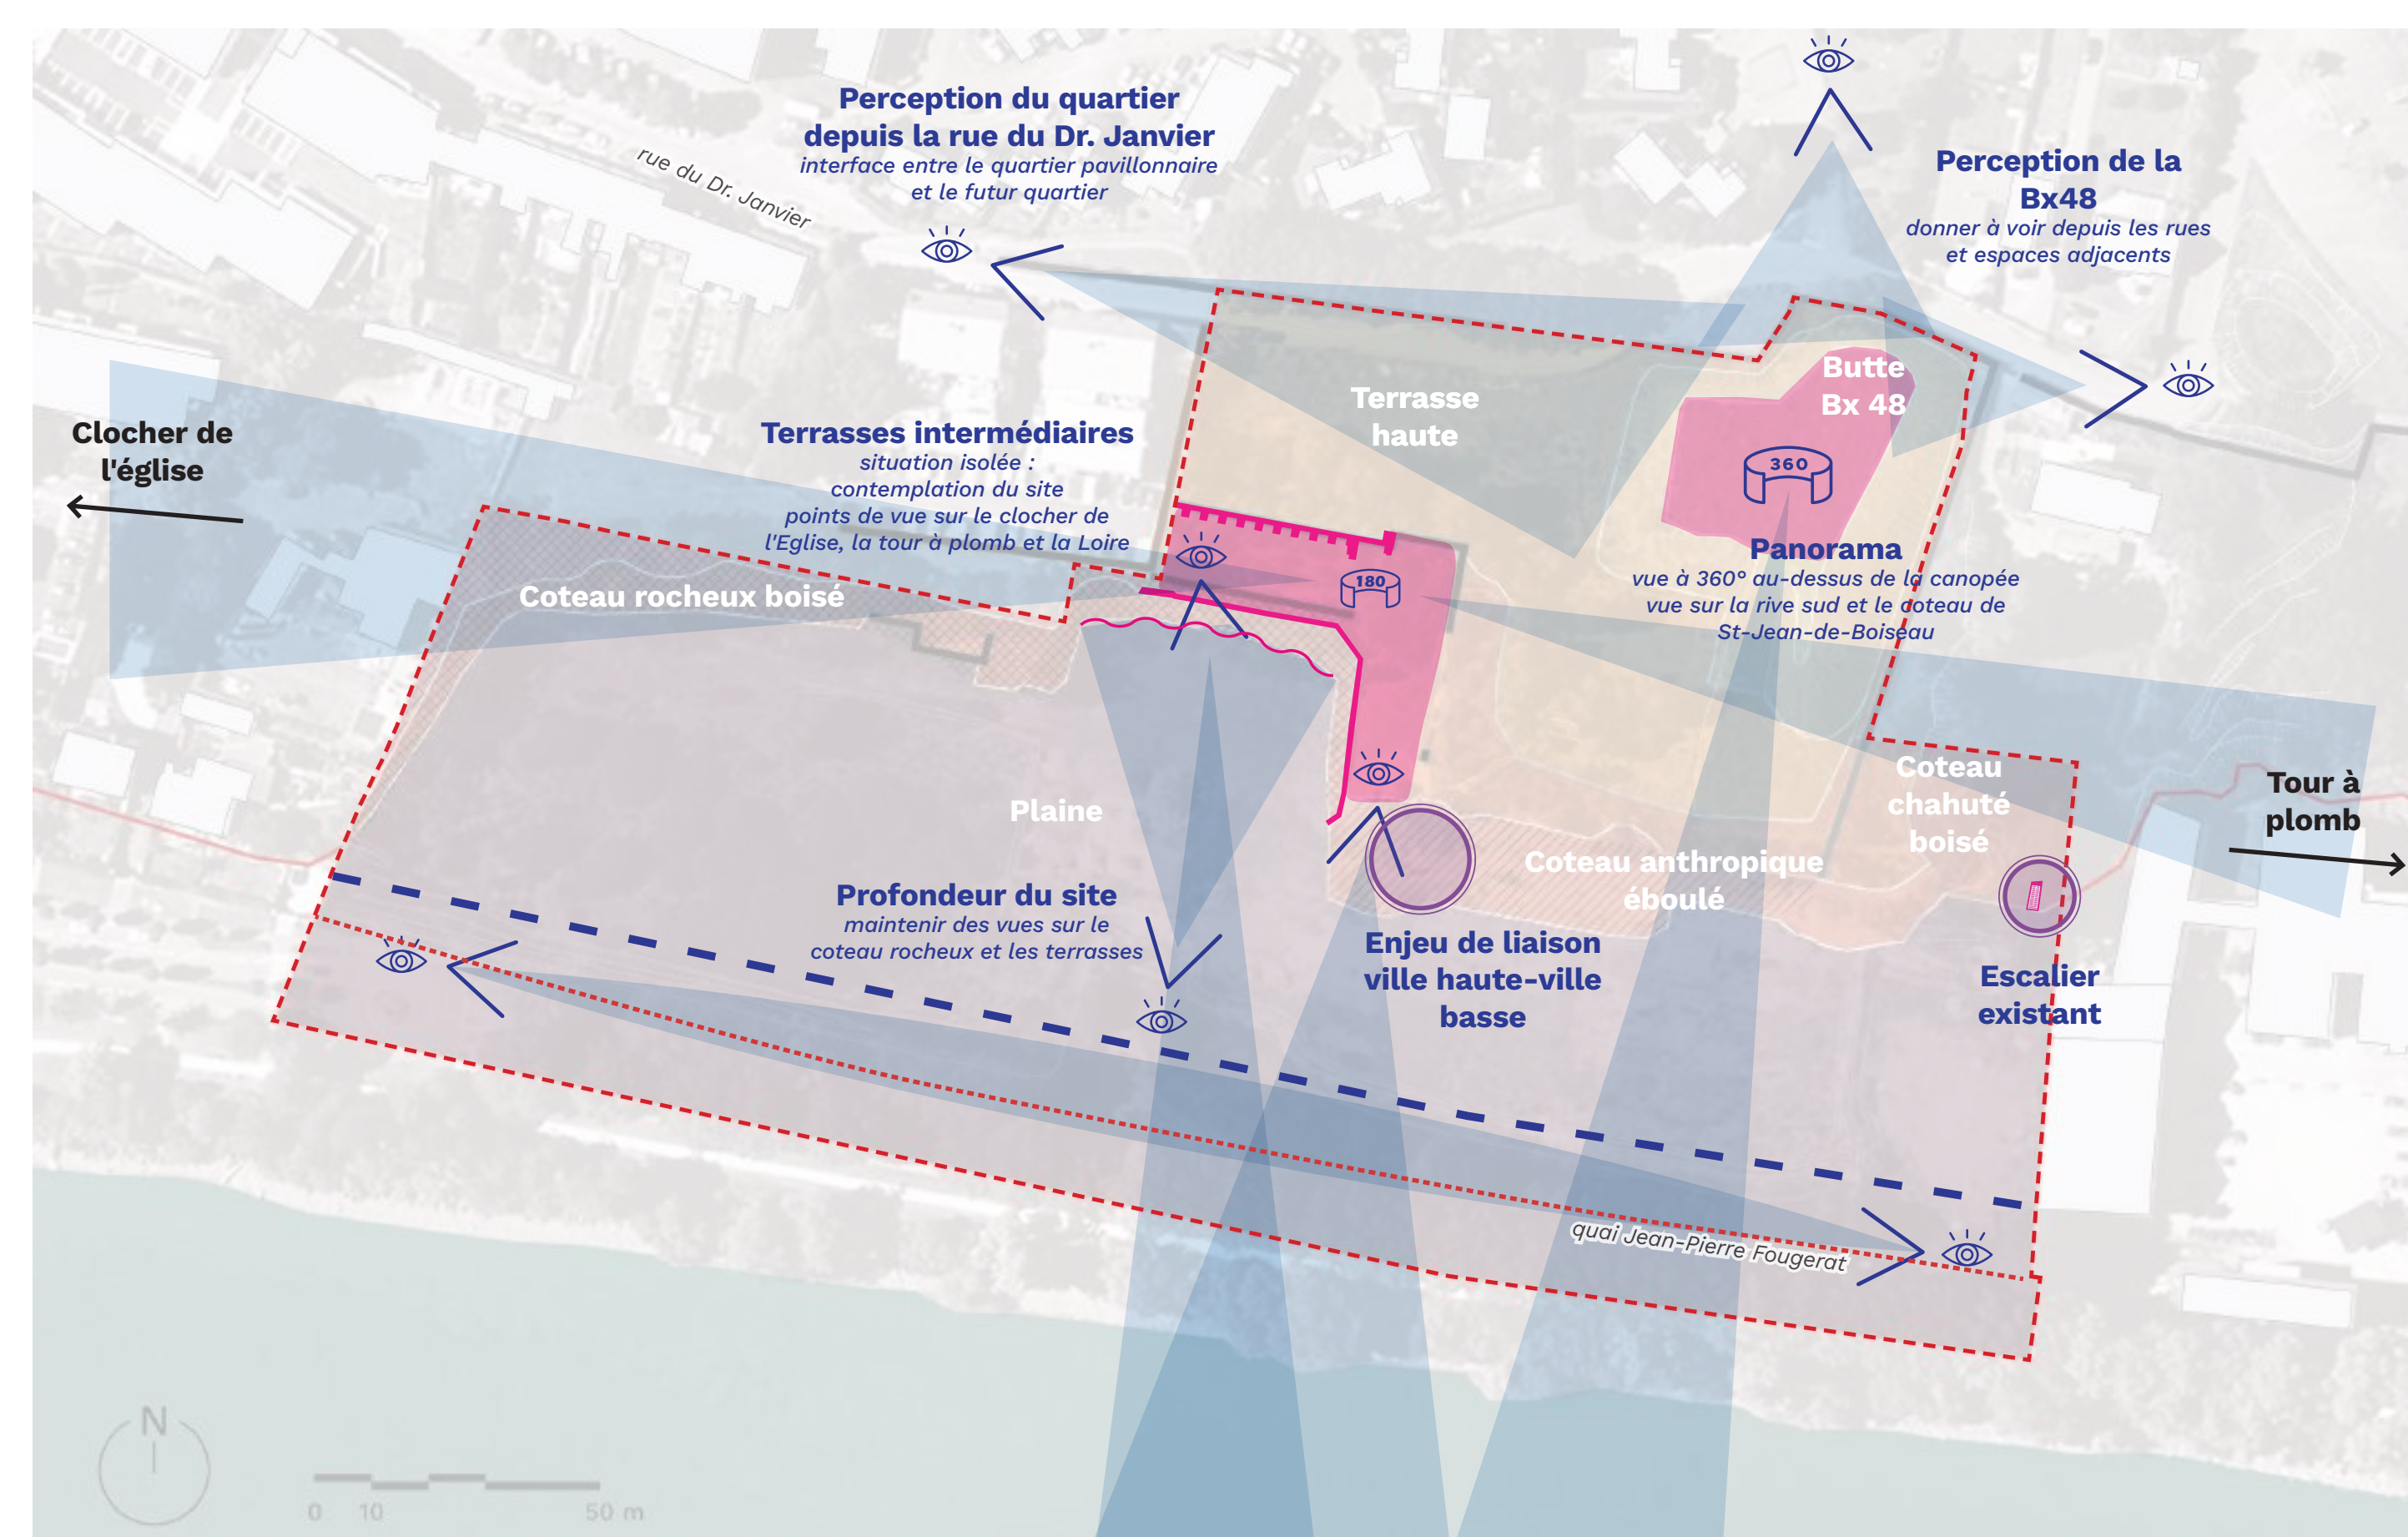 Perception du quartier
depuis la rue du Dr. Janvier
interface entre le quartier pavillonnaire
et le futur quartier
rue du Dr. Janvier
Perception de la
Bx48
donner à voir depuis les rues
et espaces adjacents
Clocher de
l'église
Terrasses intermédiaires
situation isolée :
contemplation du site
points de vue sur le clocher de
l'Eglise, la tour à plomb et la Loire
Terrasse
haute
Butte
Bx 48
360
Panorama
vue à 360° au-dessus de la canopée
vue sur la rive sud et le coteau de
St-Jean-de-Boiseau
180
Coteau rocheux boisé
Plaine
Coteau
chahuté
boisé
Tour à
plomb
Coteau anthropique
éboulé
Profondeur du site
maintenir des vues sur le
coteau rocheux et les terrasses
Enjeu de liaison
ville haute-ville
basse
Escalier
existant
quai Jean-Pierre Fougerat
N
0 10 50 m